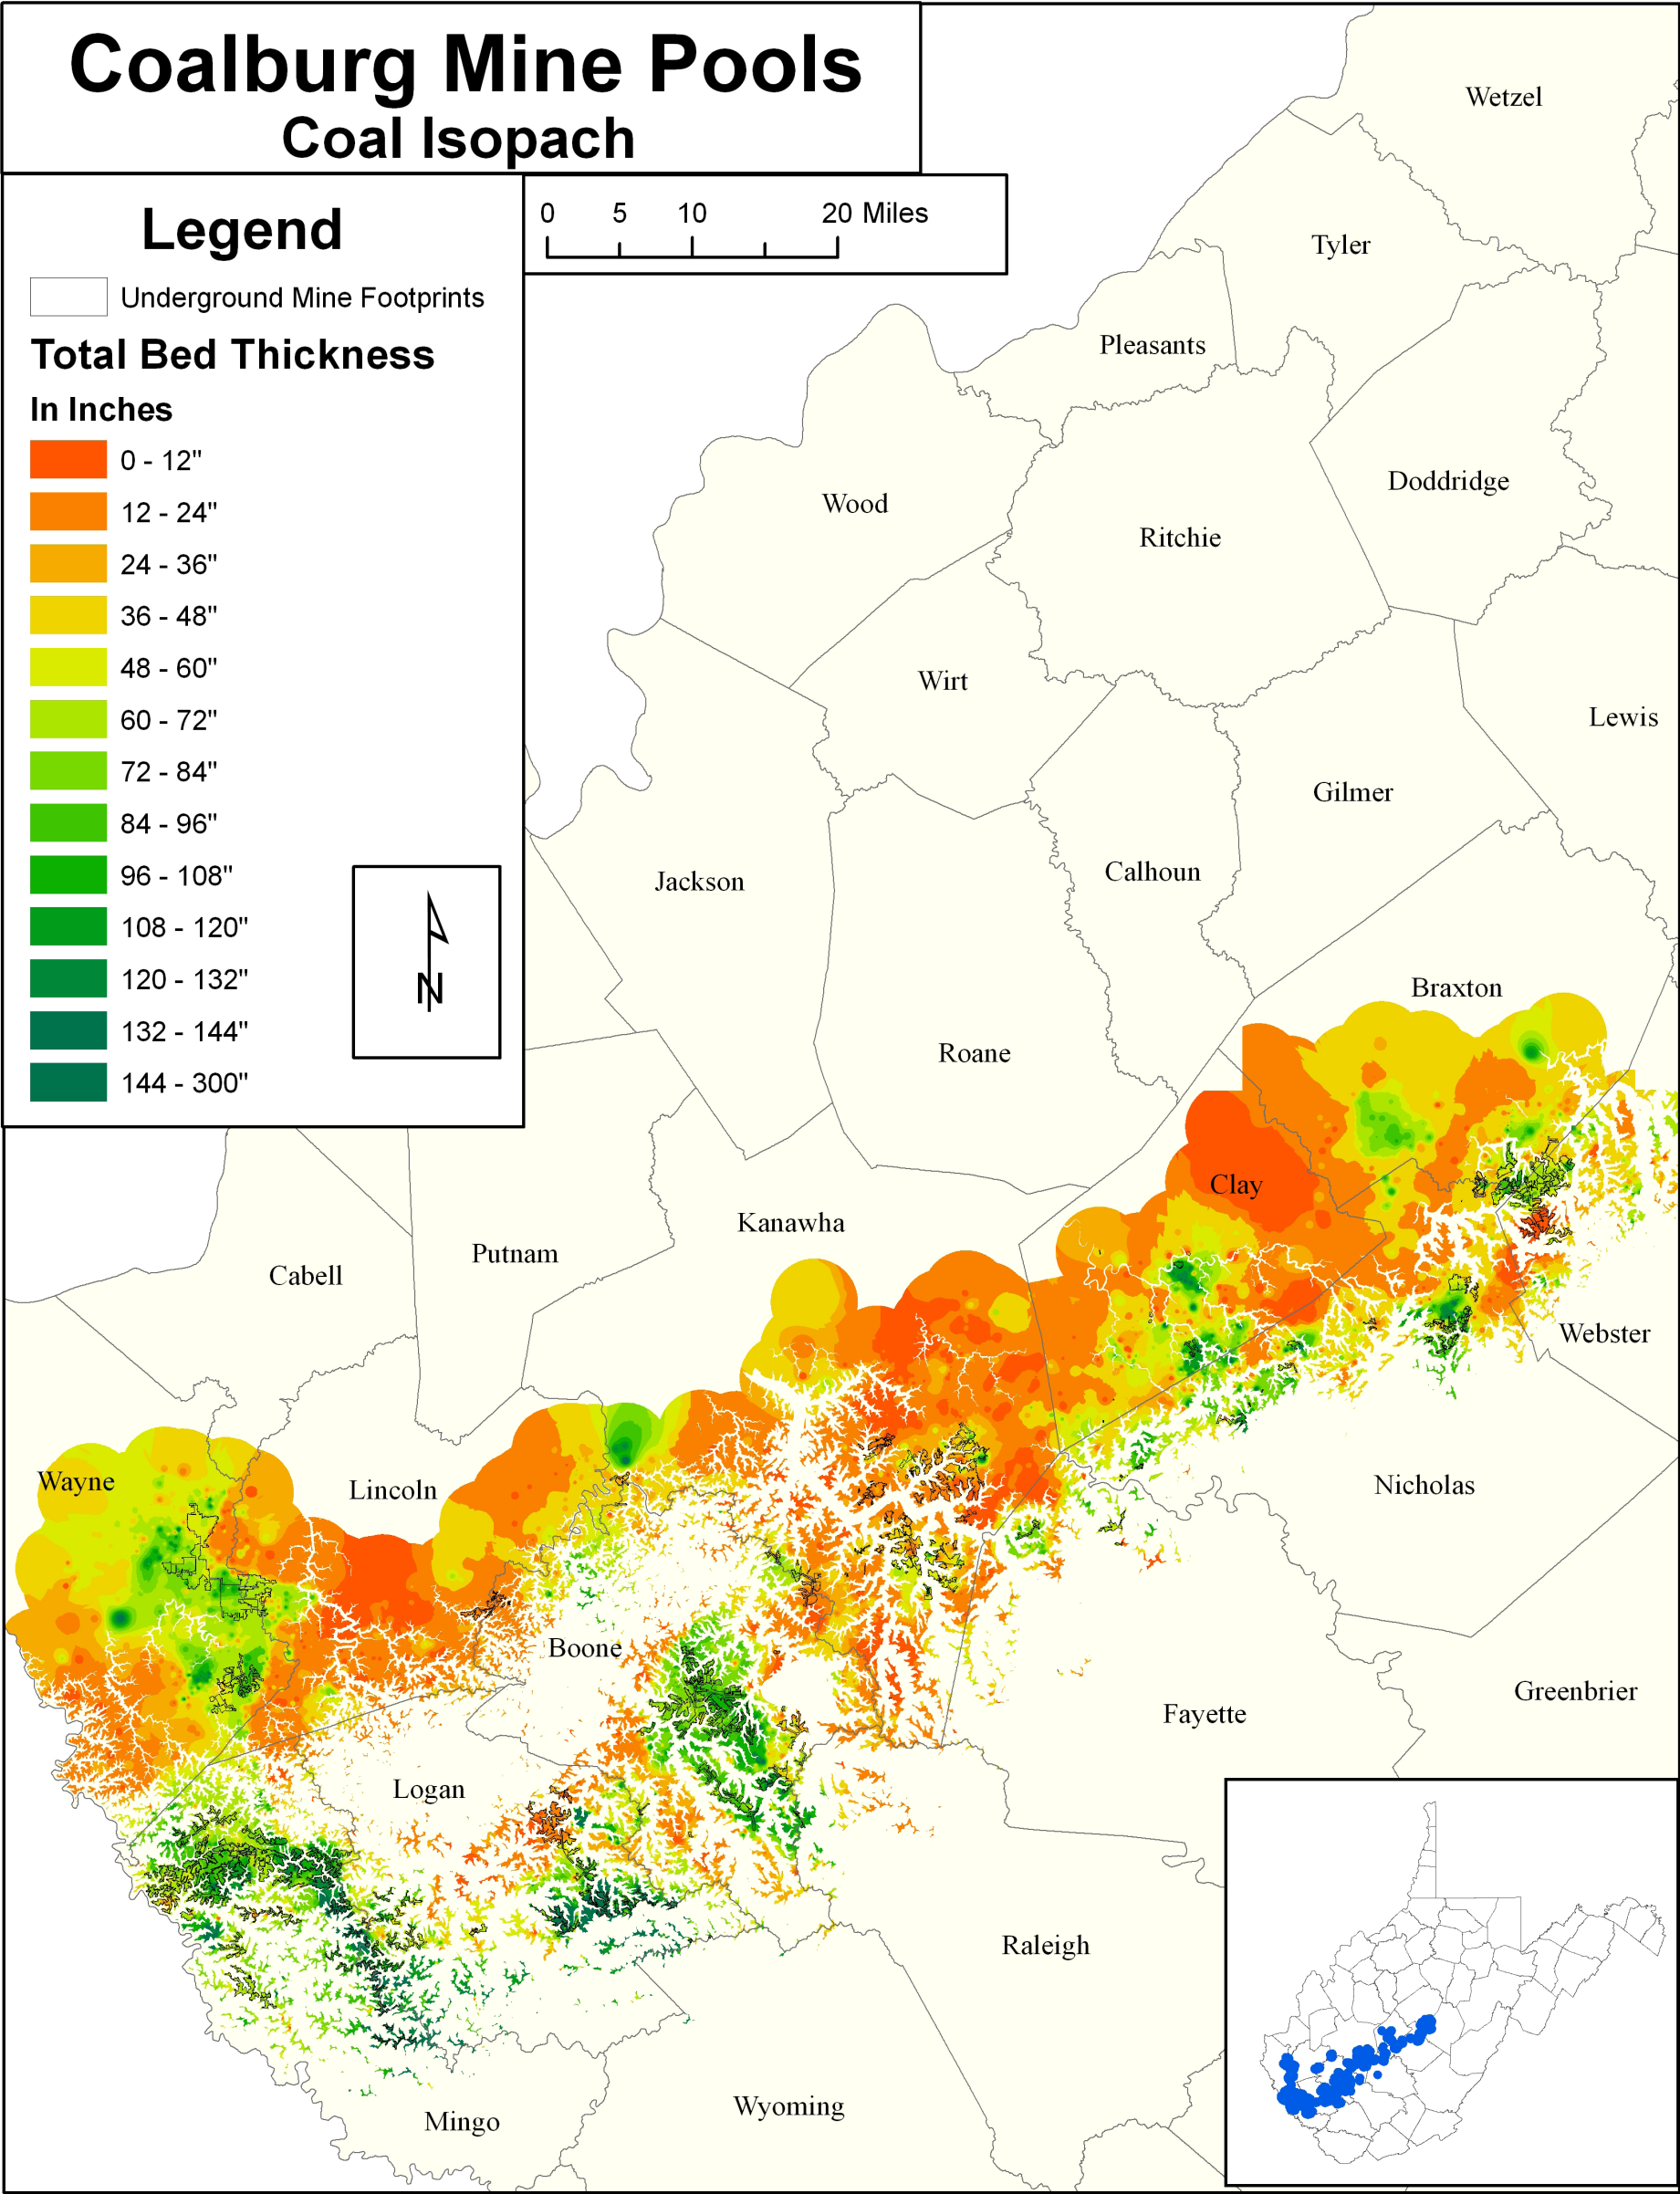 Coalburg Mine Pools
Coal Isopach
Legend
Underground Mine Footprints
Total Bed Thickness
In Inches
0 - 12"
12 - 24"
24 - 36"
36 - 48"
48 - 60"
60 - 72"
72 - 84"
84 - 96"
96 - 108"
108 - 120"
120 - 132"
132 - 144"
144 - 300"
N
0 5 10 20 Miles
Wetzel
Tyler
Pleasants
Doddridge
Wood
Ritchie
Wirt
Lewis
Gilmer
Calhoun
Jackson
Braxton
Roane
Clay
Kanawha
Putnam
Cabell
Webster
Wayne
Lincoln
Nicholas
Boone
Greenbrier
Fayette
Logan
Raleigh
Wyoming
Mingo